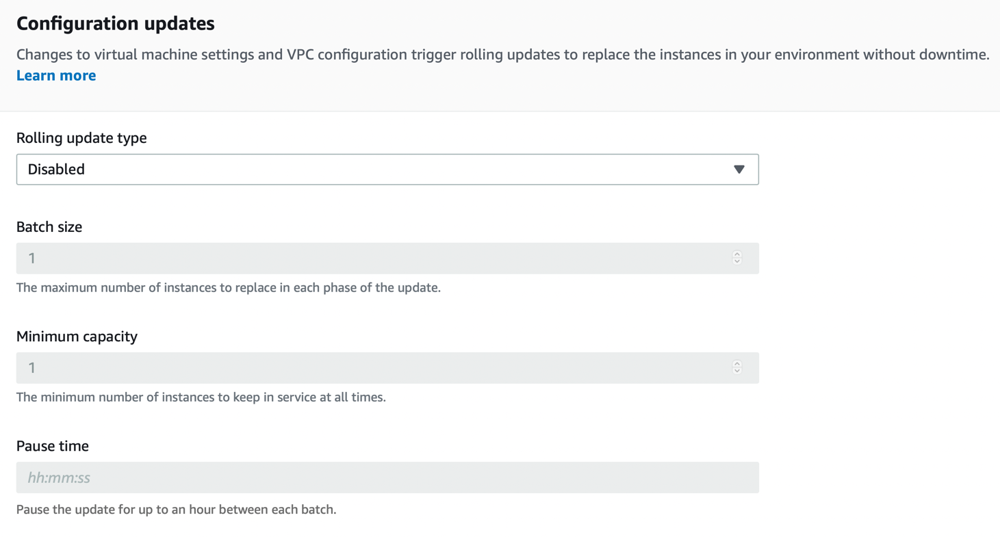 Configuration updates
Changes to virtual machine settings and VPC configuration trigger rolling updates to replace the instances in your environment without downtime.
Learn more
Rolling update type
Disabled
Batch size
1
The maximum number of instances to replace in each phase of the update.
Minimum capacity
1
The minimum number of instances to keep in service at all times.
Pause time
hh:mm:ss
Pause the update for up to an hour between each batch.